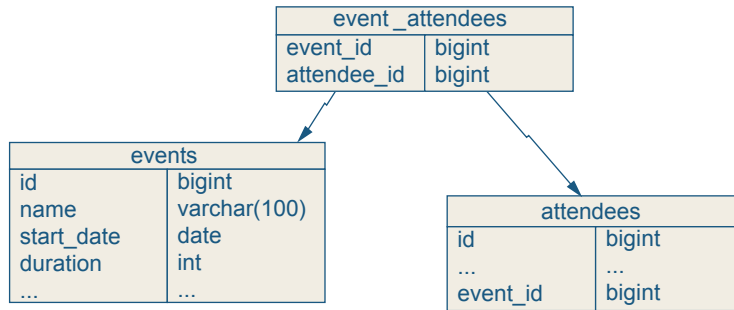 event _attendees
event_id bigint
attendee_id bigint
events
id bigint
name varchar(100)
start_date date
duration int
... ...
attendees
id bigint
... ...
event_id bigint